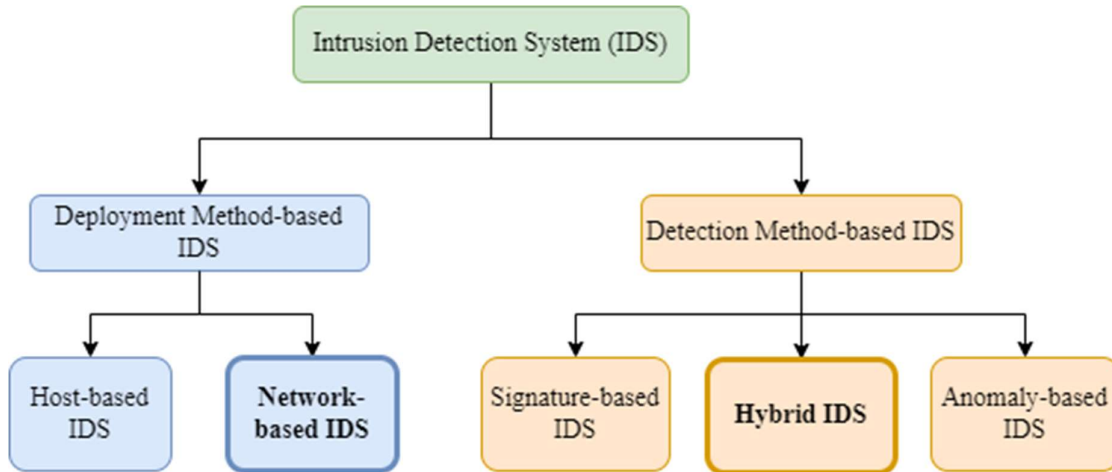 Intrusion Detection System (IDS)
Deployment Method-based
IDS
Detection Method-based IDS
Host-based
IDS
Network-
based IDS
Signature-based
IDS
Hybrid IDS
Anomaly-based
IDS